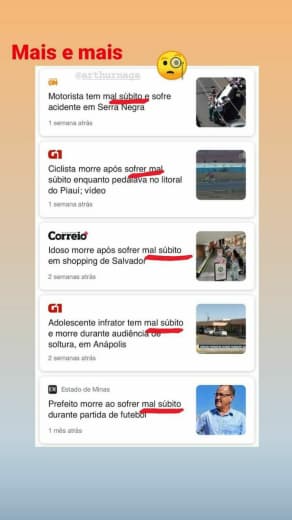 Mais e mais
@arthurnaga
Motorista tem mal súbito e sofre
acidente em Serra Negra
1 semana atrás
G1
Ciclista morre após sofrer mal
súbito enquanto pedalava no litoral
do Piauí; vídeo
1 semana atrás
Correio
Idoso morre após sofrer mal súbito
em shopping de Salvador
2 semanas atrás
G1
Adolescente infrator tem mal súbito
e morre durante audiência de
soltura, em Anápolis
2 semanas atrás
EM Estado de Minas
Prefeito morre ao sofrer mal súbito
durante partida de futebol
1 mês atrás